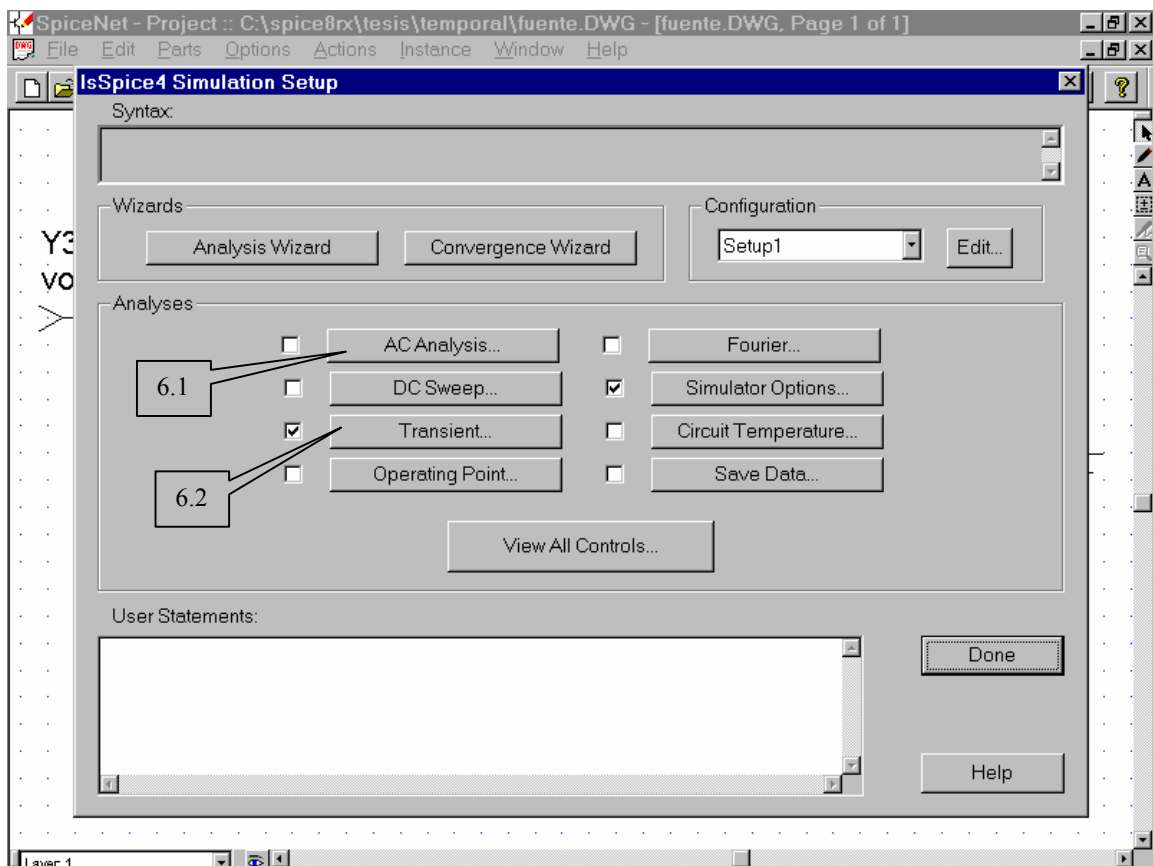 SpiceNet - Project :: C:\spice8rx\tesis\temporal\fuente.DWG - [fuente.DWG, Page 1 of 1]
DWG File Edit Parts Options Actions Instance Window Help
IsSpice4 Simulation Setup
Syntax:
Wizards
Analysis Wizard
Convergence Wizard
Configuration
Setup1
Edit...
Y3
vo
Analyses
AC Analysis...
Fourier...
6.1
DC Sweep...
Simulator Options...
Transient...
Circuit Temperature...
6.2
Operating Point...
Save Data...
View All Controls...
User Statements:
Done
Help
A
Layer 1